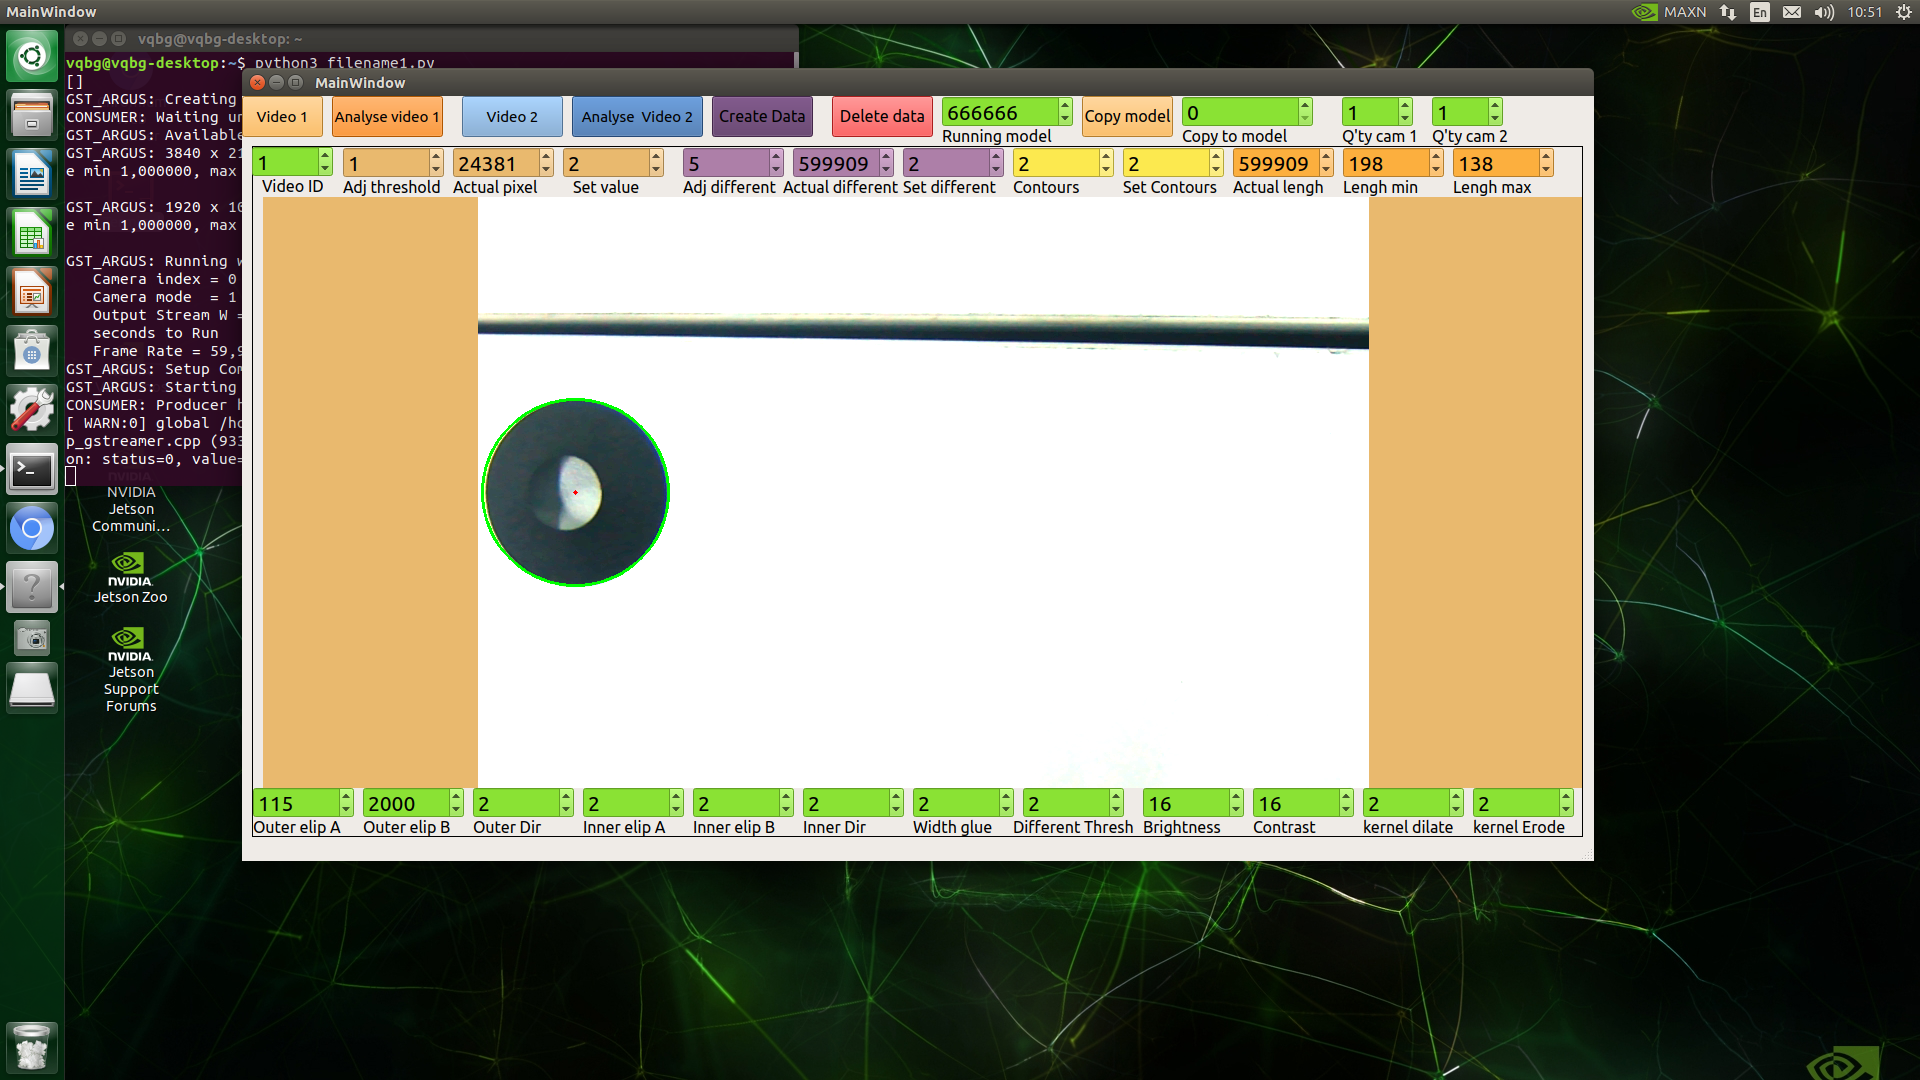 MainWindow
MAXN
En
10:51
vqbg@vqbg-desktop: ~
vqbg@vqbg-desktop:~$ python3 filename1.py
[]
GST_ARGUS: Creating
CONSUMER: Waiting un
GST_ARGUS: Available
GST_ARGUS: 3840 x 21
e min 1,000000, max
GST_ARGUS: 1920 x 10
e min 1,000000, max
GST_ARGUS: Running w
Camera index = 0
Camera mode = 1
Output Stream W =
seconds to Run
Frame Rate = 59,9
GST_ARGUS: Setup Com
GST_ARGUS: Starting
CONSUMER: Producer h
[ WARN:0] global /ho
p_gstreamer.cpp (933
on: status=0, value=
NVIDIA
Jetson
Communi...
NVIDIA.
Jetson Zoo
NVIDIA.
Jetson
Support
Forums
MainWindow
Video 1
Analyse video 1
Video 2
Analyse Video 2
Create Data
Delete data
666666
Running model
Copy model
0
Copy to model
1
Q'ty cam 1
1
Q'ty cam 2
1
Video ID
1
Adj threshold
24381
Actual pixel
2
Set value
5
Adj different
599909
Actual different
2
Set different
2
Contours
2
Set Contours
599909
Actual lengh
198
Lengh min
138
Lengh max
115
Outer elip A
2000
Outer elip B
2
Outer Dir
2
Inner elip A
2
Inner elip B
2
Inner Dir
2
Width glue
2
Different Thresh
16
Brightness
16
Contrast
2
kernel dilate
2
kernel Erode